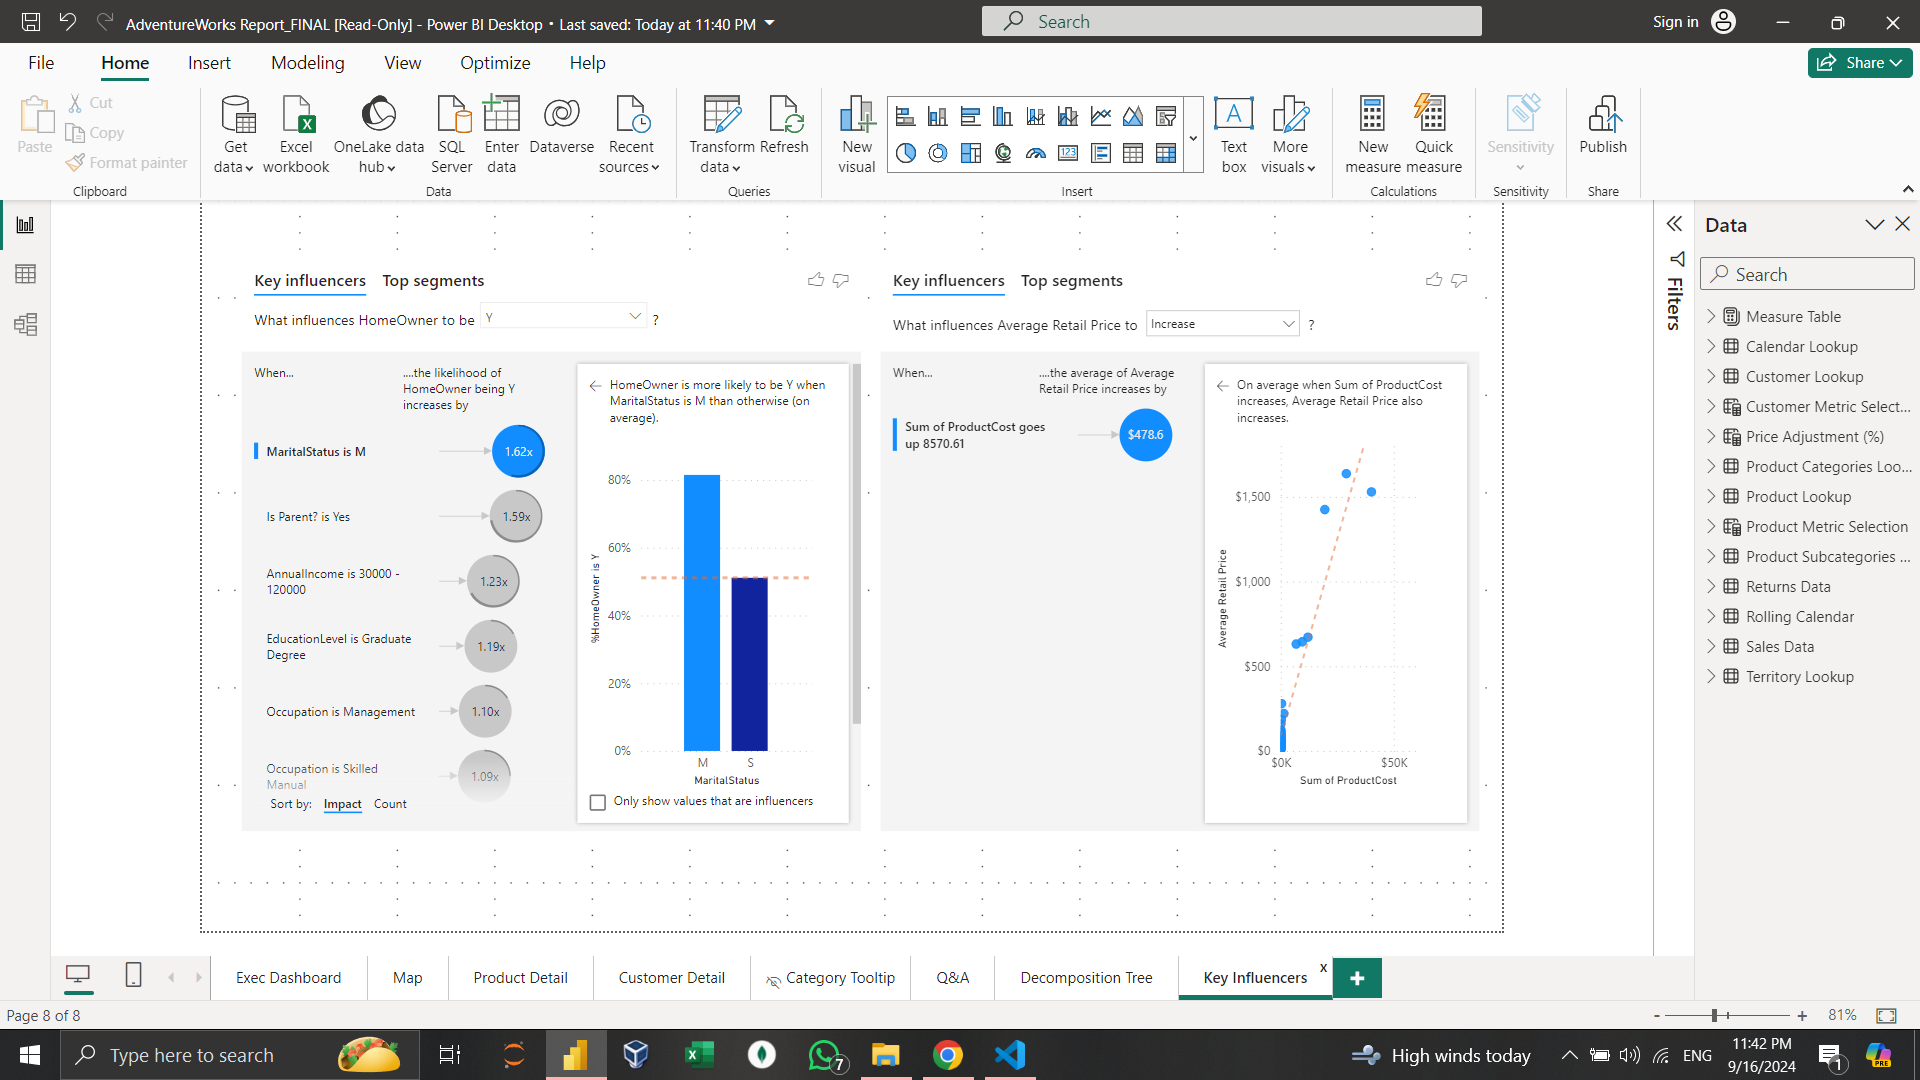 AdventureWorks Report_FINAL [Read-Only] - Power BI Desktop • Last saved: Today at 11:40 PM
Search
Sign in
File Home Insert Modeling View Optimize Help
Share
Paste
Cut
Copy
Format painter
Clipboard
Get data
Excel workbook
OneLake data hub
SQL Server
Enter data
Dataverse
Recent sources
Data
Transform data
Refresh
Queries
New visual
Text box
More visuals
Insert
New measure
Quick measure
Calculations
Sensitivity
Sensitivity
Publish
Share
Key influencers Top segments
What influences HomeOwner to be Y ?
When...
....the likelihood of
HomeOwner being Y
increases by
MaritalStatus is M 1.62x
Is Parent? is Yes 1.59x
AnnualIncome is 30000 -
120000 1.23x
EducationLevel is Graduate
Degree 1.19x
Occupation is Management 1.10x
Occupation is Skilled
Manual 1.09x
Sort by: Impact Count
HomeOwner is more likely to be Y when
MaritalStatus is M than otherwise (on
average).
%HomeOwner is Y
80%
60%
40%
20%
0%
M S
MaritalStatus
Only show values that are influencers
Key influencers Top segments
What influences Average Retail Price to Increase ?
When...
....the average of Average
Retail Price increases by
Sum of ProductCost goes
up 8570.61 $478.6
On average when Sum of ProductCost
increases, Average Retail Price also
increases.
Average Retail Price
$1,500
$1,000
$500
$0
$0K $50K
Sum of ProductCost
Filters
Data
Search
Measure Table
Calendar Lookup
Customer Lookup
Customer Metric Select...
Price Adjustment (%)
Product Categories Loo...
Product Lookup
Product Metric Selection
Product Subcategories ...
Returns Data
Rolling Calendar
Sales Data
Territory Lookup
Exec Dashboard Map Product Detail Customer Detail Category Tooltip Q&A Decomposition Tree Key Influencers x +
Page 8 of 8
- + 81%
Type here to search
7
High winds today
ENG
11:42 PM
9/16/2024
1
PRE